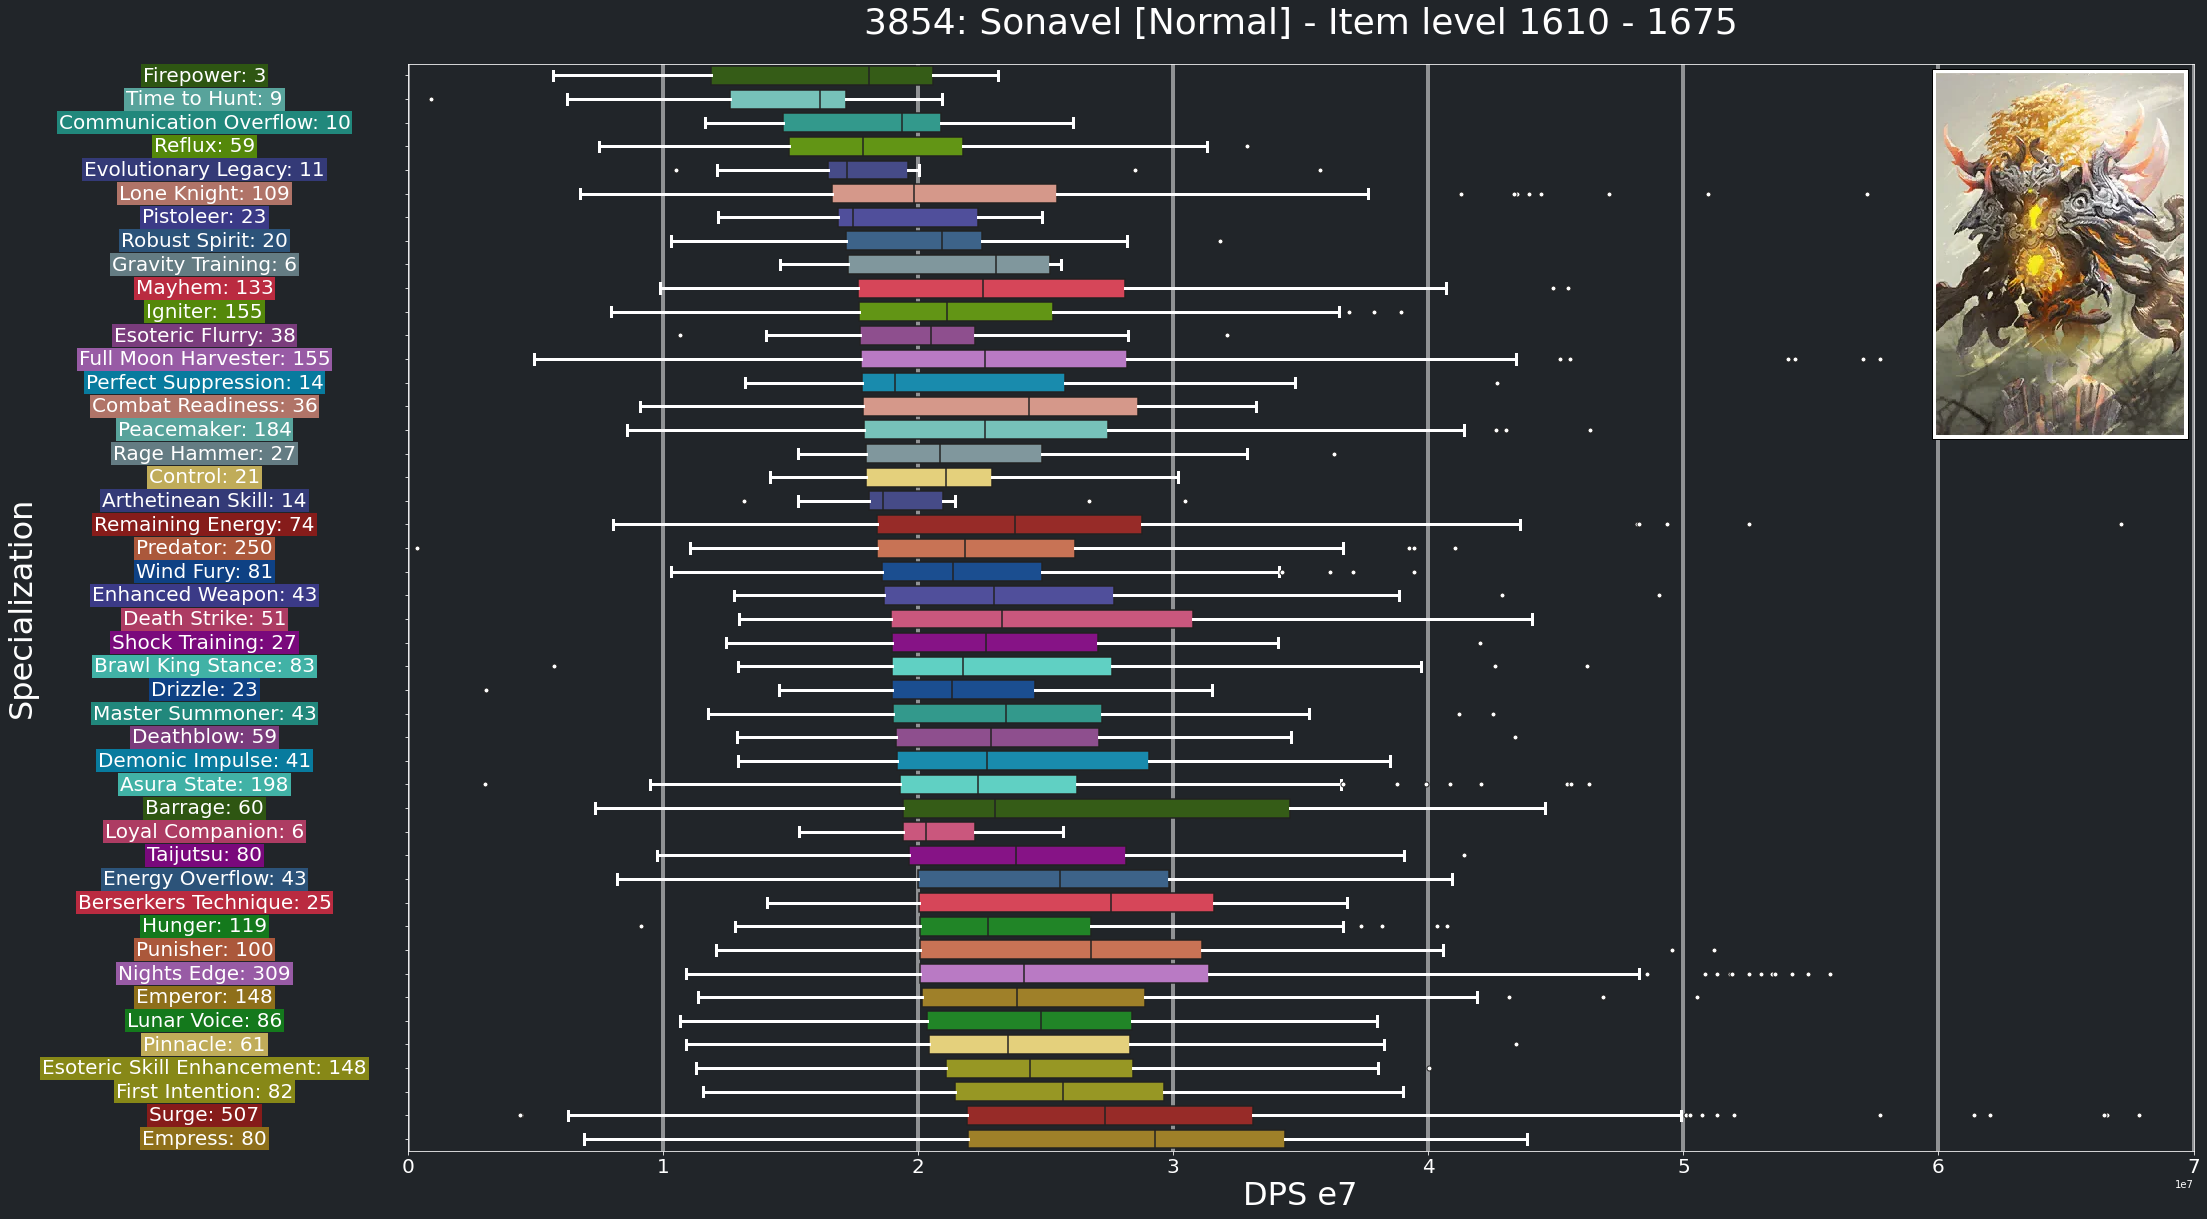 3854: Sonavel [Normal] - Item level 1610 - 1675
Specialization
Firepower: 3
Time to Hunt: 9
Communication Overflow: 10
Reflux: 59
Evolutionary Legacy: 11
Lone Knight: 109
Pistoleer: 23
Robust Spirit: 20
Gravity Training: 6
Mayhem: 133
Igniter: 155
Esoteric Flurry: 38
Full Moon Harvester: 155
Perfect Suppression: 14
Combat Readiness: 36
Peacemaker: 184
Rage Hammer: 27
Control: 21
Arthetinean Skill: 14
Remaining Energy: 74
Predator: 250
Wind Fury: 81
Enhanced Weapon: 43
Death Strike: 51
Shock Training: 27
Brawl King Stance: 83
Drizzle: 23
Master Summoner: 43
Deathblow: 59
Demonic Impulse: 41
Asura State: 198
Barrage: 60
Loyal Companion: 6
Taijutsu: 80
Energy Overflow: 43
Berserkers Technique: 25
Hunger: 119
Punisher: 100
Nights Edge: 309
Emperor: 148
Lunar Voice: 86
Pinnacle: 61
Esoteric Skill Enhancement: 148
First Intention: 82
Surge: 507
Empress: 80
0 1 2 3 4 5 6 7
1e7
DPS e7